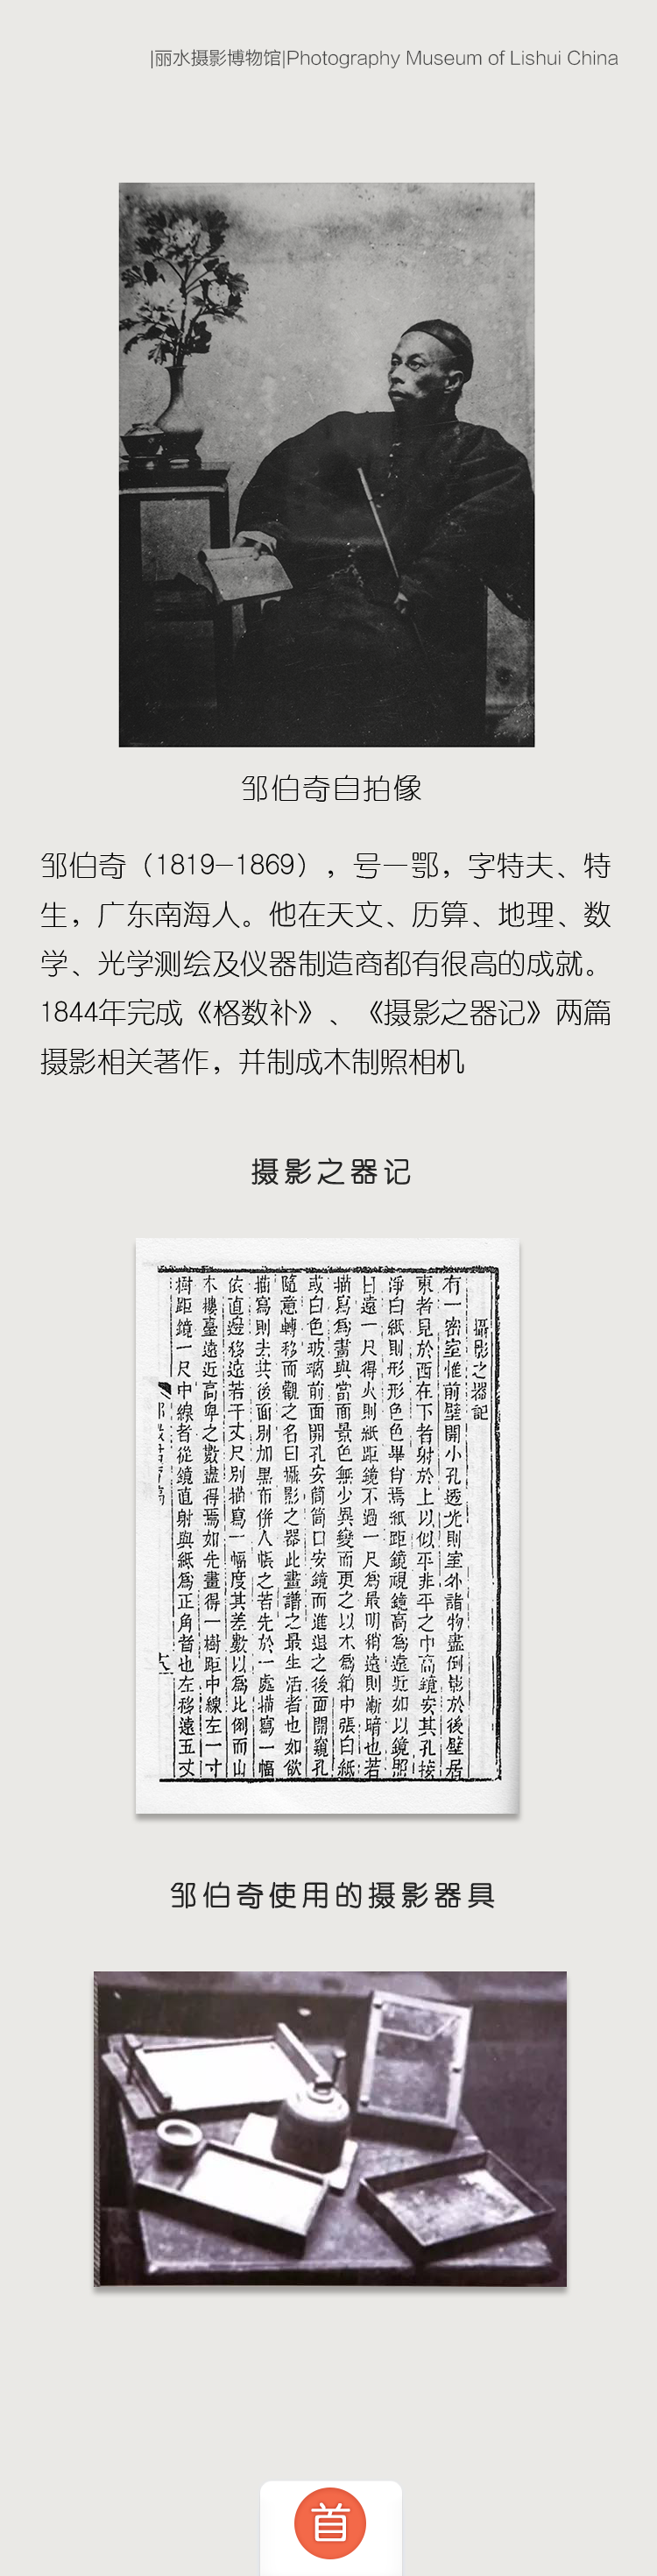 |丽水摄影博物馆|Photography Museum of Lishui China
邹伯奇自拍像
邹伯奇（1819-1869），号一鄂，字特夫、特
生，广东南海人。他在天文、历算、地理、数
学、光学测绘及仪器制造商都有很高的成就。
1844年完成《格数补》、《摄影之器记》两篇
摄影相关著作，并制成木制照相机
摄影之器记
攝影之器記
有一密室惟前壁開小孔透光則室外諸物盡倒影於後壁居
東者見於西在下者射於上以似平非平之中高鏡安其孔接
淨白紙則形形色色畢肖焉紙距鏡視鏡高為遠近如以鏡照
日遠一尺得火則紙距鏡不過一尺為最明稍遠則漸暗也若
描寫為畫與當面景色無少異變而更之以木為箱中張白紙
或白色玻璃前面開孔安筒筒口安鏡而進退之後面開窺孔
隨意轉移而觀之名曰攝影之器此畫譜之最生活者也如欲
描寫則去其後面別加黑布併人帳之若先於一處描寫一幅
依直邊移遠若干丈尺別描寫一幅度其差數以為比例而山
木樓臺遠近高卑之數盡得焉如先畫得一樹距中線左一寸
樹距鏡一尺中線者從鏡直射與紙為正角者也左移遠五丈
邹伯奇使用的摄影器具
首